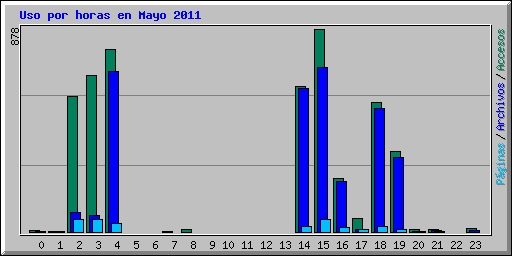 Uso por horas en Mayo 2011
878
Páginas / Archivos / Accesos
0 1 2 3 4 5 6 7 8 9 10 11 12 13 14 15 16 17 18 19 20 21 22 23